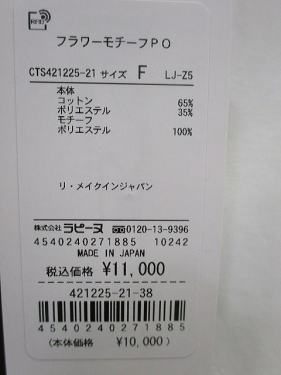 RFID
フラワーモチーフPO
CTS421225-21 サイズ F LJ-Z5
本体
コットン 65%
ポリエステル 35%
モチーフ
ポリエステル 100%
リ・メイクインジャパン
株式会社 ラピーヌ 0120-13-9396
4540240271885 10242
MADE IN JAPAN
税込価格 ¥11,000
421225-21-38
4540240271885
(本体価格 ¥10,000)